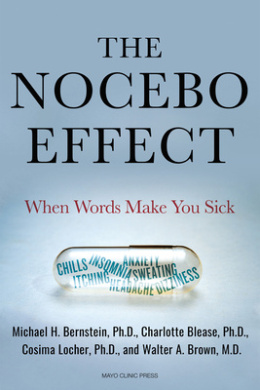 THE
NOCEBO
EFFECT
When Words Make You Sick
ANXIETY
CHILLS INSOMNIA SWEATING
ITCHING HEADACHE DIZZINESS
Michael H. Bernstein, Ph.D., Charlotte Blease, Ph.D.,
Cosima Locher, Ph.D., and Walter A. Brown, M.D.
MAYO CLINIC PRESS